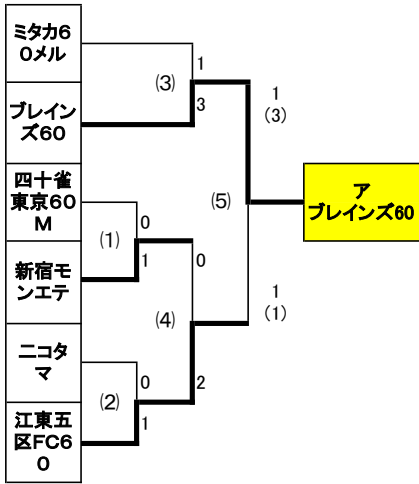 ミタカ6
0メル
1
(3)
3
ブレイン
ズ60
1
(3)
四十雀
東京60
M
0
(1)
1
新宿モ
ンエテ
(5)
ア
ブレインズ60
0
(4)
2
1
(1)
ニコタ
マ
0
(2)
1
江東五
区FC6
0